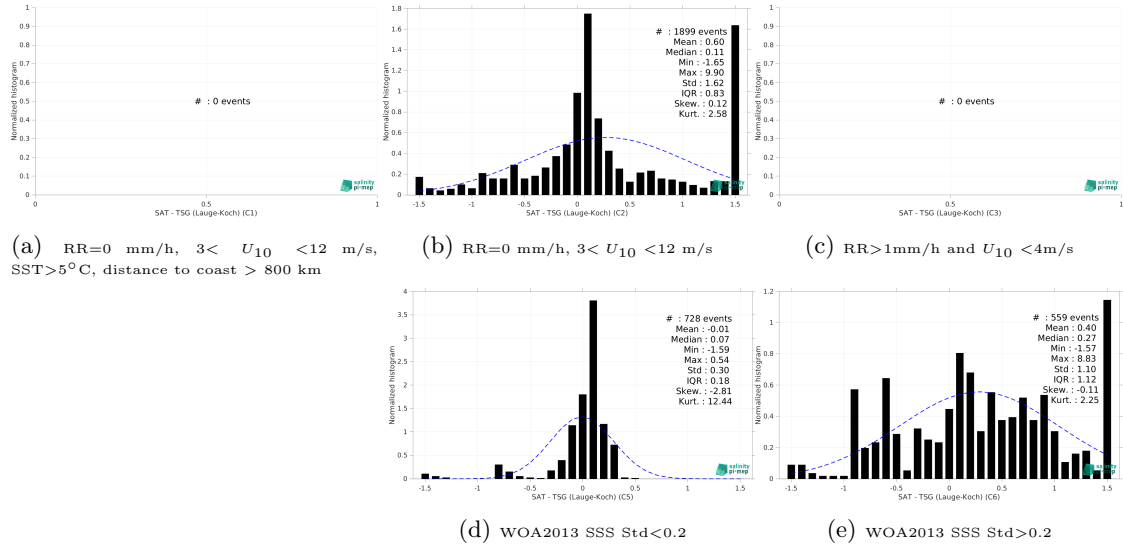 1
0.9
0.8
0.7
0.6
0.5
0.4
0.3
0.2
0.1
0
Normalized histogram
# : 0 events
salinity
pi-mep
0 0.5 1
SAT - TSG (Lauge-Koch) (C1)
(a) RR=0 mm/h, 3< U10 <12 m/s,
SST>5°C, distance to coast > 800 km
1.8
1.6
1.4
1.2
1
0.8
0.6
0.4
0.2
0
Normalized histogram
# : 1899 events
Mean : 0.60
Median : 0.11
Min : -1.65
Max : 9.90
Std : 1.62
IQR : 0.83
Skew. : 0.12
Kurt. : 2.58
salinity
pi-mep
-1.5 -1 -0.5 0 0.5 1 1.5
SAT - TSG (Lauge-Koch) (C2)
(b) RR=0 mm/h, 3< U10 <12 m/s
1
0.9
0.8
0.7
0.6
0.5
0.4
0.3
0.2
0.1
0
Normalized histogram
# : 0 events
salinity
pi-mep
0 0.5 1
SAT - TSG (Lauge-Koch) (C3)
(c) RR>1mm/h and U10 <4m/s
4
3.5
3
2.5
2
1.5
1
0.5
0
Normalized histogram
# : 728 events
Mean : -0.01
Median : 0.07
Min : -1.59
Max : 0.54
Std : 0.30
IQR : 0.18
Skew. : -2.81
Kurt. : 12.44
salinity
pi-mep
-1.5 -1 -0.5 0 0.5 1 1.5
SAT - TSG (Lauge-Koch) (C5)
(d) WOA2013 SSS Std<0.2
1.2
1
0.8
0.6
0.4
0.2
0
Normalized histogram
# : 559 events
Mean : 0.40
Median : 0.27
Min : -1.57
Max : 8.83
Std : 1.10
IQR : 1.12
Skew. : -0.11
Kurt. : 2.25
salinity
pi-mep
-1.5 -1 -0.5 0 0.5 1 1.5
SAT - TSG (Lauge-Koch) (C6)
(e) WOA2013 SSS Std>0.2